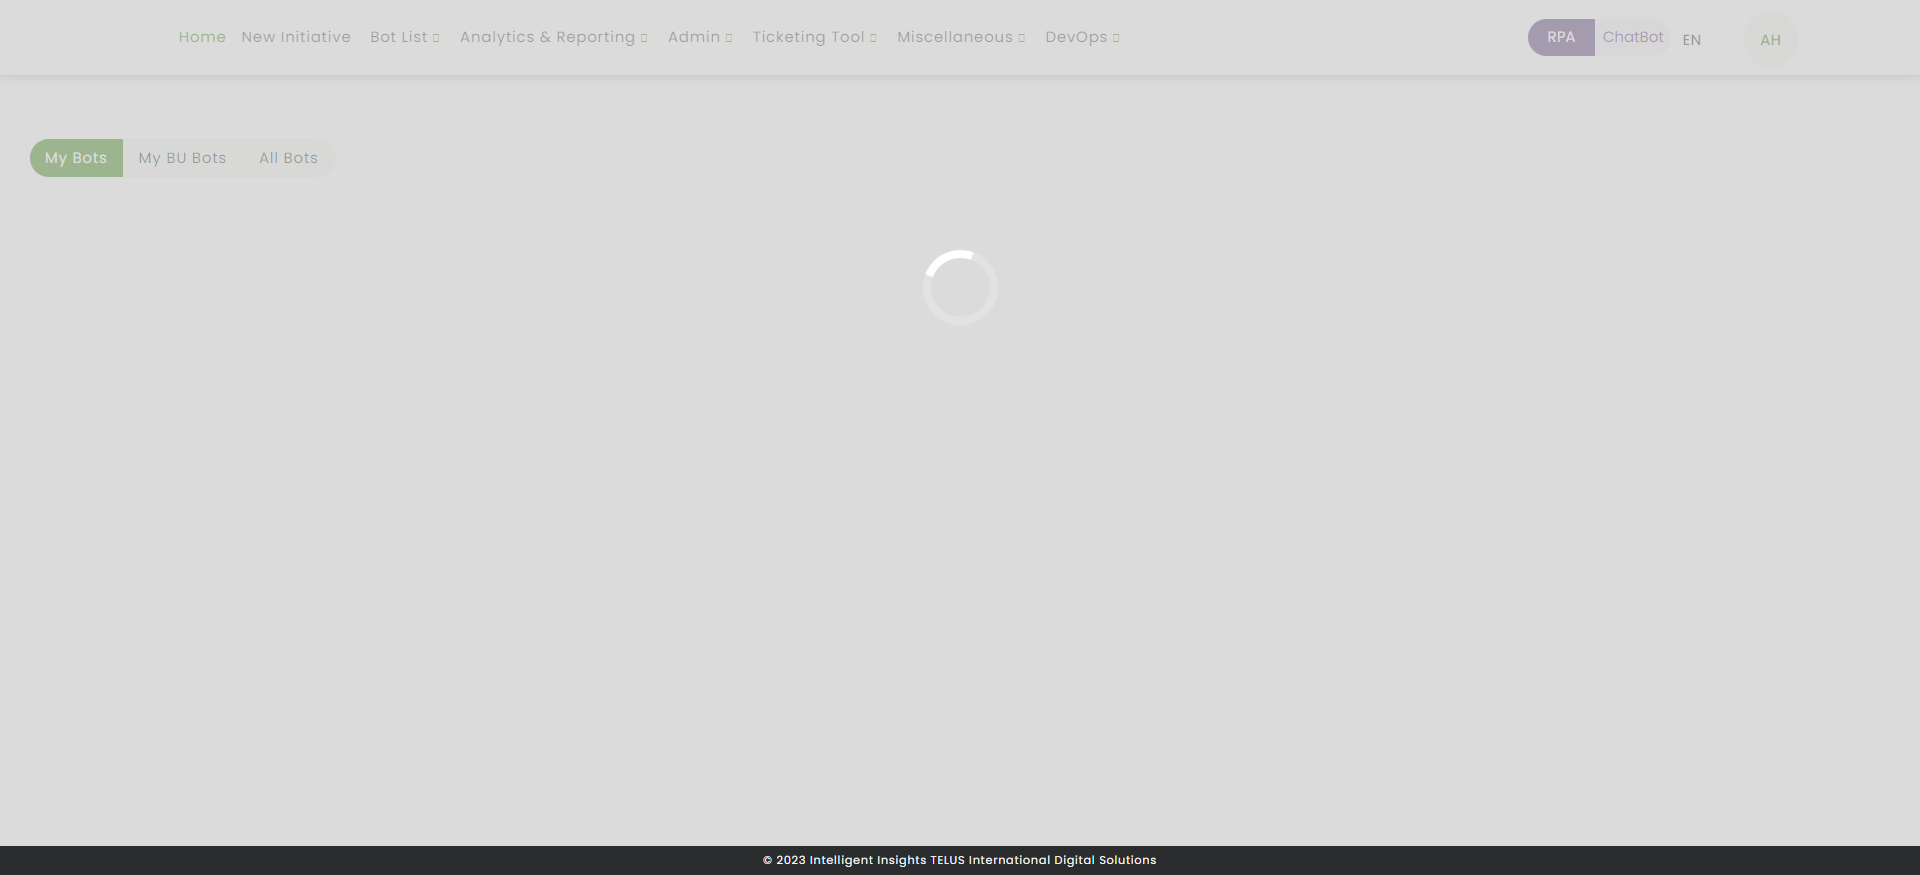 Home New Initiative Bot List Analytics & Reporting Admin Ticketing Tool Miscellaneous DevOps RPA ChatBot EN AH
My Bots My BU Bots All Bots
© 2023 Intelligent Insights TELUS International Digital Solutions